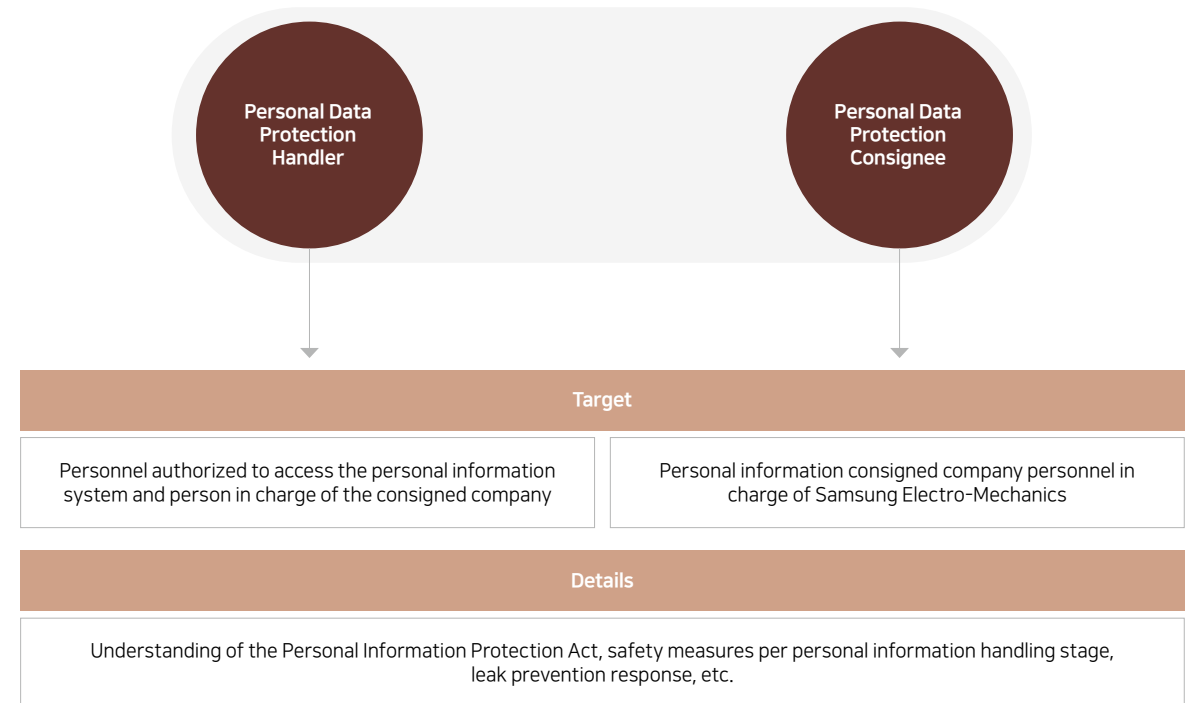 Personal Data
Protection
Handler
Personal Data
Protection
Consignee
Target
Personnel authorized to access the personal information
system and person in charge of the consigned company
Personal information consigned company personnel in
charge of Samsung Electro-Mechanics
Details
Understanding of the Personal Information Protection Act, safety measures per personal information handling stage,
leak prevention response, etc.